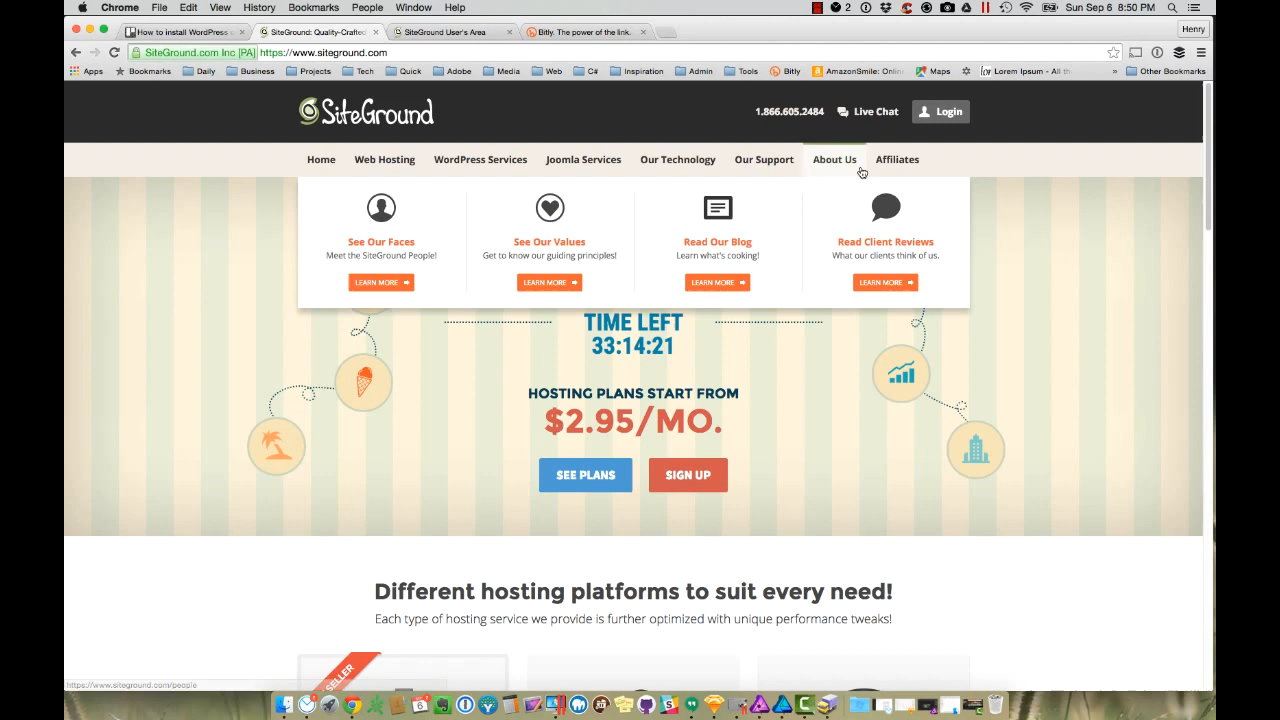 Chrome File Edit View History Bookmarks People Window Help
2 Sun Sep 6 8:50 PM
How to install WordPress o
SiteGround: Quality-Crafted
SiteGround User's Area
Bitly. The power of the link.
Henry
SiteGround.com Inc [PA] https://www.siteground.com
Apps Bookmarks Daily Business Projects Tech Quick Adobe Media Web C# Inspiration Admin Tools Bitly AmazonSmile: Onlin Maps Lorem Ipsum - All the » Other Bookmarks
SiteGround
1.866.605.2484 Live Chat Login
Home Web Hosting WordPress Services Joomla Services Our Technology Our Support About Us Affiliates
See Our Faces
Meet the SiteGround People!
LEARN MORE
See Our Values
Get to know our guiding principles!
LEARN MORE
Read Our Blog
Learn what's cooking!
LEARN MORE
Read Client Reviews
What our clients think of us.
LEARN MORE
TIME LEFT
33:14:21
HOSTING PLANS START FROM
$2.95/MO.
SEE PLANS SIGN UP
Different hosting platforms to suit every need!
Each type of hosting service we provide is further optimized with unique performance tweaks!
SELLER
https://www.siteground.com/people